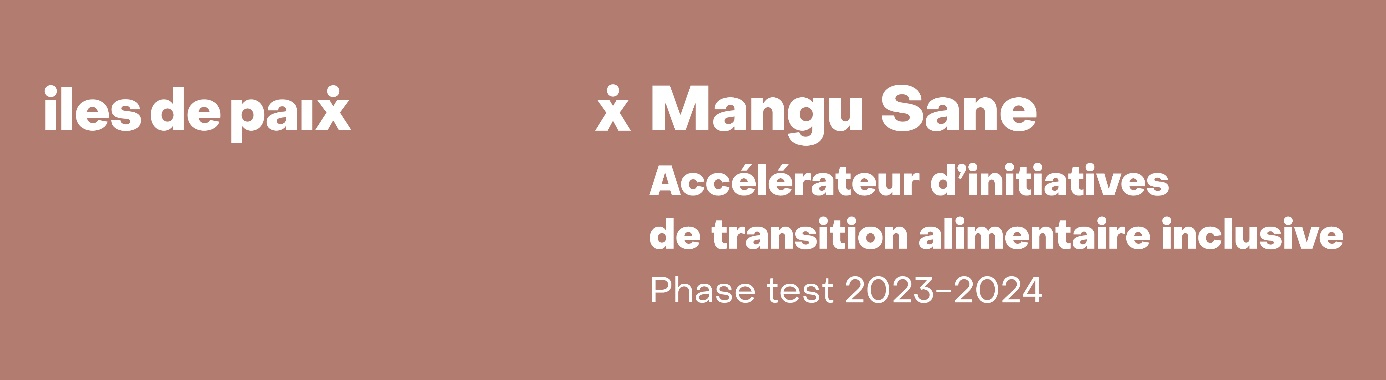 iles de paix
Mangu Sane
Accélérateur d’initiatives
de transition alimentaire inclusive
Phase test 2023–2024